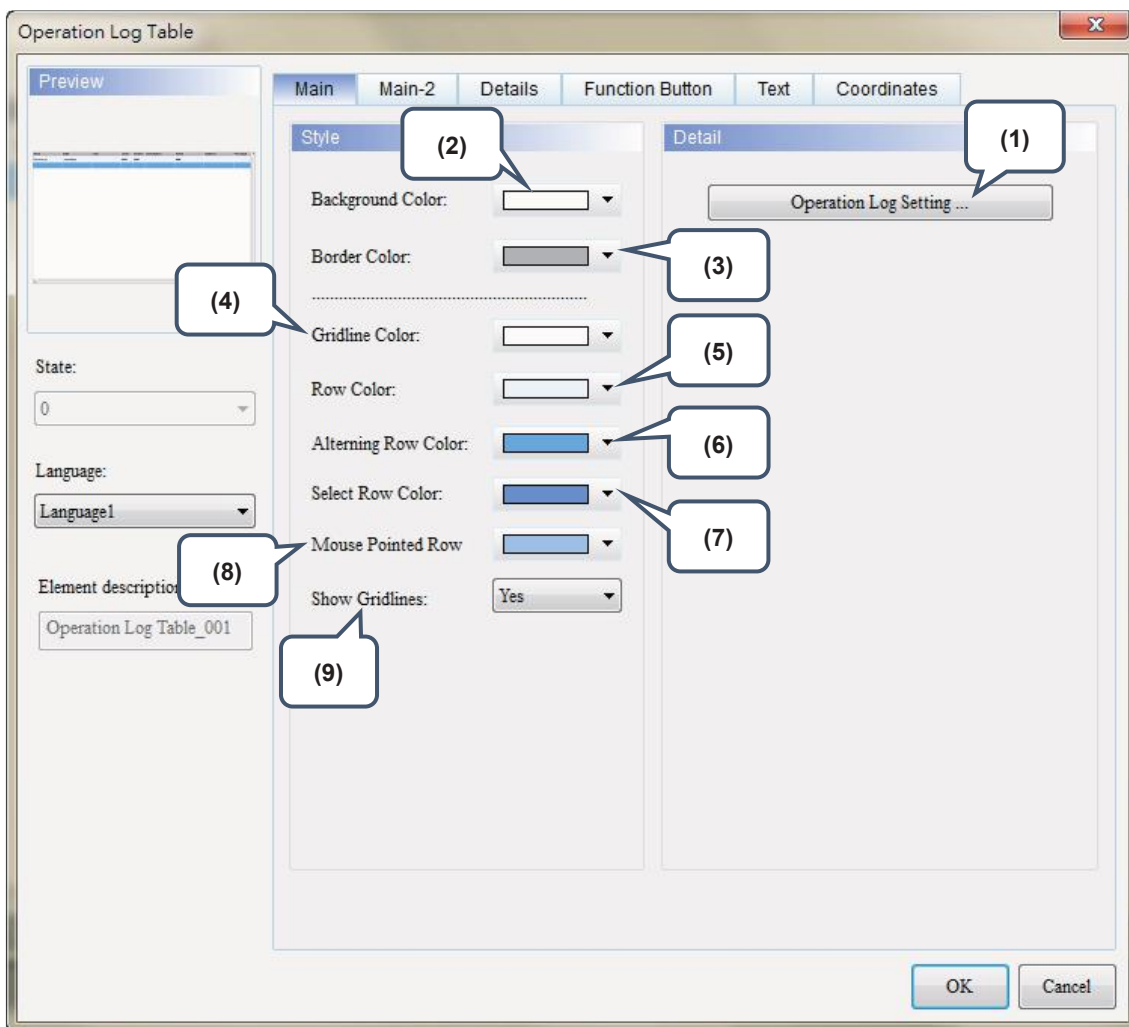 Operation Log Table
Preview
Main
Main-2
Details
Function Button
Text
Coordinates
Style
Detail
(1)
(2)
Operation Log Setting ...
Background Color:
Border Color:
(3)
(4)
Gridline Color:
(5)
Row Color:
(6)
Alterning Row Color:
Select Row Color:
(7)
Mouse Pointed Row
(8)
Show Gridlines:
Yes
(9)
State:
0
Language:
Language1
Element description
Operation Log Table_001
OK
Cancel